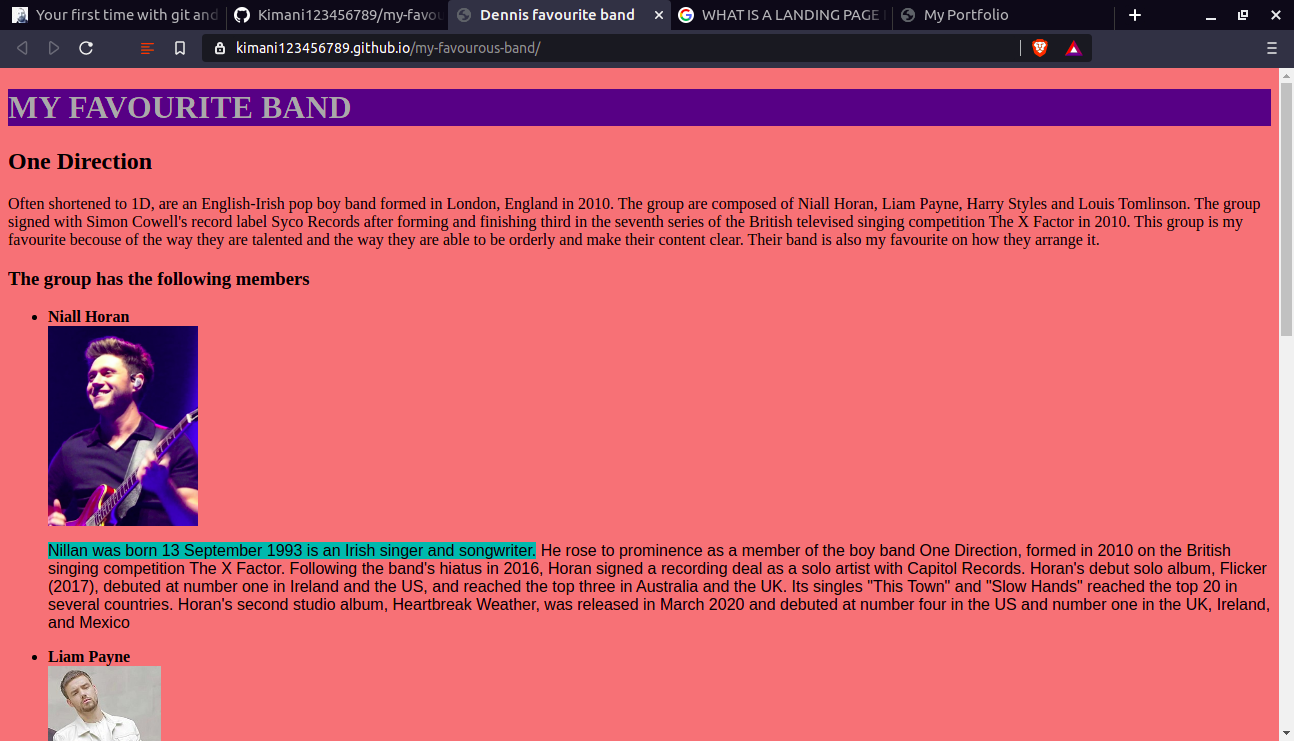 Your first time with git and
Kimani123456789/my-favou
Dennis favourite band
WHAT IS A LANDING PAGE
My Portfolio
kimani123456789.github.io/my-favourous-band/
MY FAVOURITE BAND
One Direction
Often shortened to 1D, are an English-Irish pop boy band formed in London, England in 2010. The group are composed of Niall Horan, Liam Payne, Harry Styles and Louis Tomlinson. The group
signed with Simon Cowell's record label Syco Records after forming and finishing third in the seventh series of the British televised singing competition The X Factor in 2010. This group is my
favourite becouse of the way they are talented and the way they are able to be orderly and make their content clear. Their band is also my favourite on how they arrange it.
The group has the following members
• Niall Horan
Nillan was born 13 September 1993 is an Irish singer and songwriter. He rose to prominence as a member of the boy band One Direction, formed in 2010 on the British
singing competition The X Factor. Following the band's hiatus in 2016, Horan signed a recording deal as a solo artist with Capitol Records. Horan's debut solo album, Flicker
(2017), debuted at number one in Ireland and the US, and reached the top three in Australia and the UK. Its singles "This Town" and "Slow Hands" reached the top 20 in
several countries. Horan's second studio album, Heartbreak Weather, was released in March 2020 and debuted at number four in the US and number one in the UK, Ireland,
and Mexico
• Liam Payne